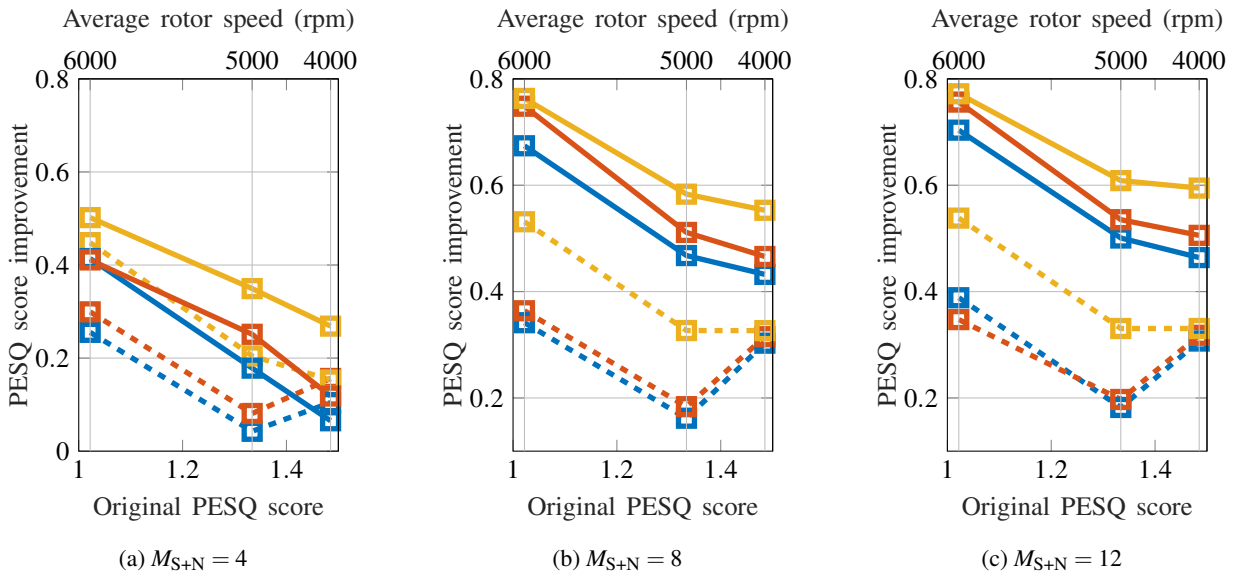 Average rotor speed (rpm)
6000 5000 4000
0.8
0.6
0.4
0.2
0
PESQ score improvement
1 1.2 1.4
Original PESQ score
(a) M_{S+N} = 4
Average rotor speed (rpm)
6000 5000 4000
0.8
0.6
0.4
0.2
PESQ score improvement
1 1.2 1.4
Original PESQ score
(b) M_{S+N} = 8
Average rotor speed (rpm)
6000 5000 4000
0.8
0.6
0.4
0.2
PESQ score improvement
1 1.2 1.4
Original PESQ score
(c) M_{S+N} = 12